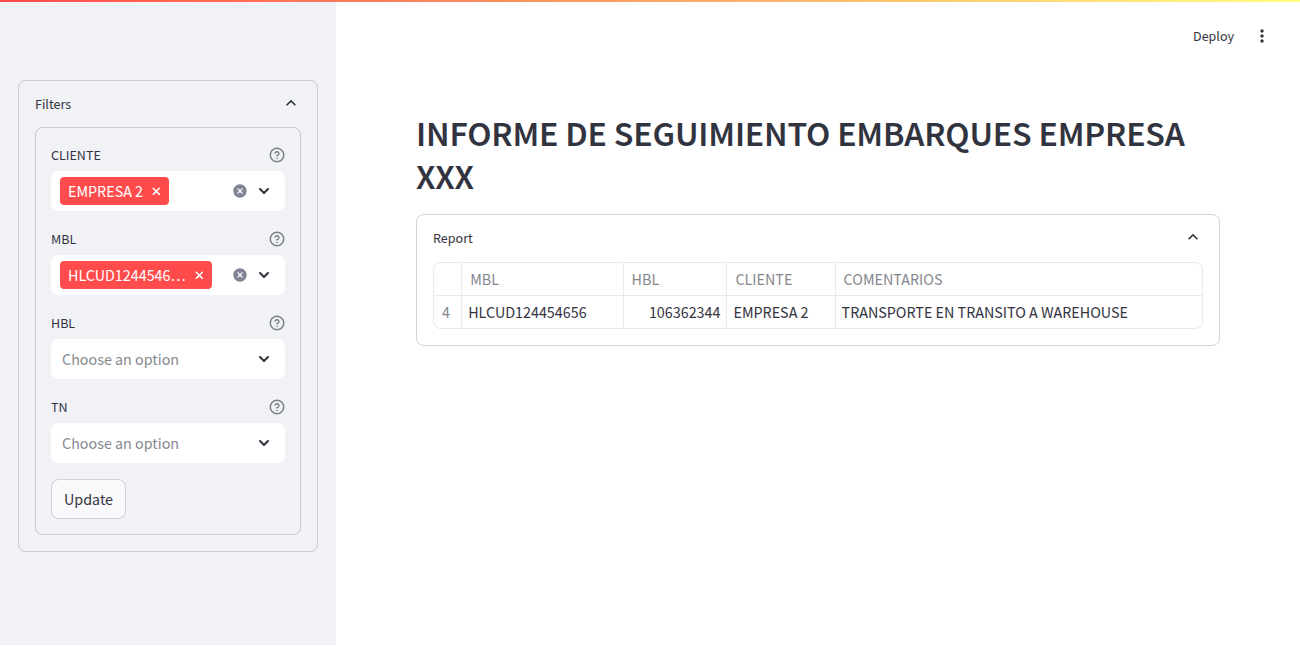 Deploy
Filters
CLIENTE
EMPRESA 2
MBL
HLCUD1244546...
HBL
Choose an option
TN
Choose an option
Update
INFORME DE SEGUIMIENTO EMBARQUES EMPRESA
XXX
Report
MBL HBL CLIENTE COMENTARIOS
4 HLCUD124454656 106362344 EMPRESA 2 TRANSPORTE EN TRANSITO A WAREHOUSE